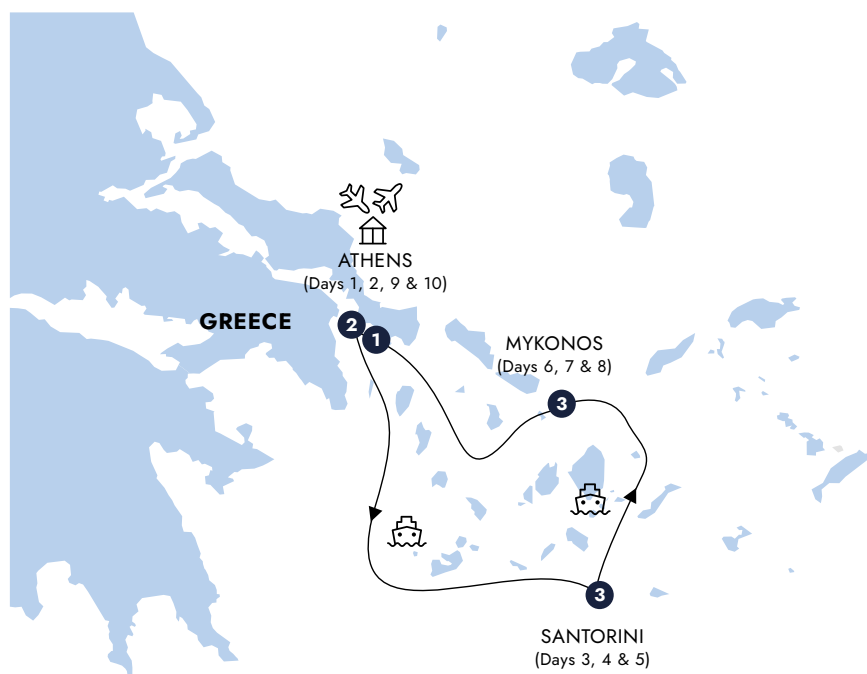 ATHENS
(Days 1, 2, 9 & 10)
GREECE
2
1
MYKONOS
(Days 6, 7 & 8)
3
3
SANTORINI
(Days 3, 4 & 5)